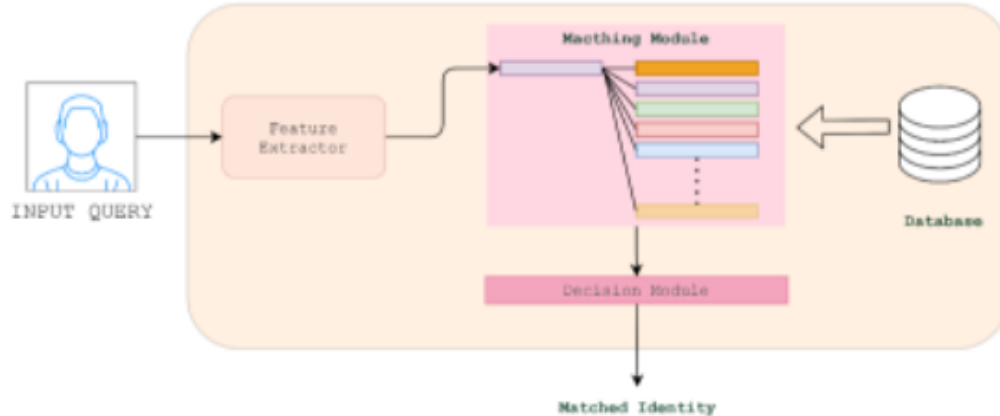 Macthing Module
Feature
Extractor
INPUT QUERY
Database
Decision Module
Matched Identity